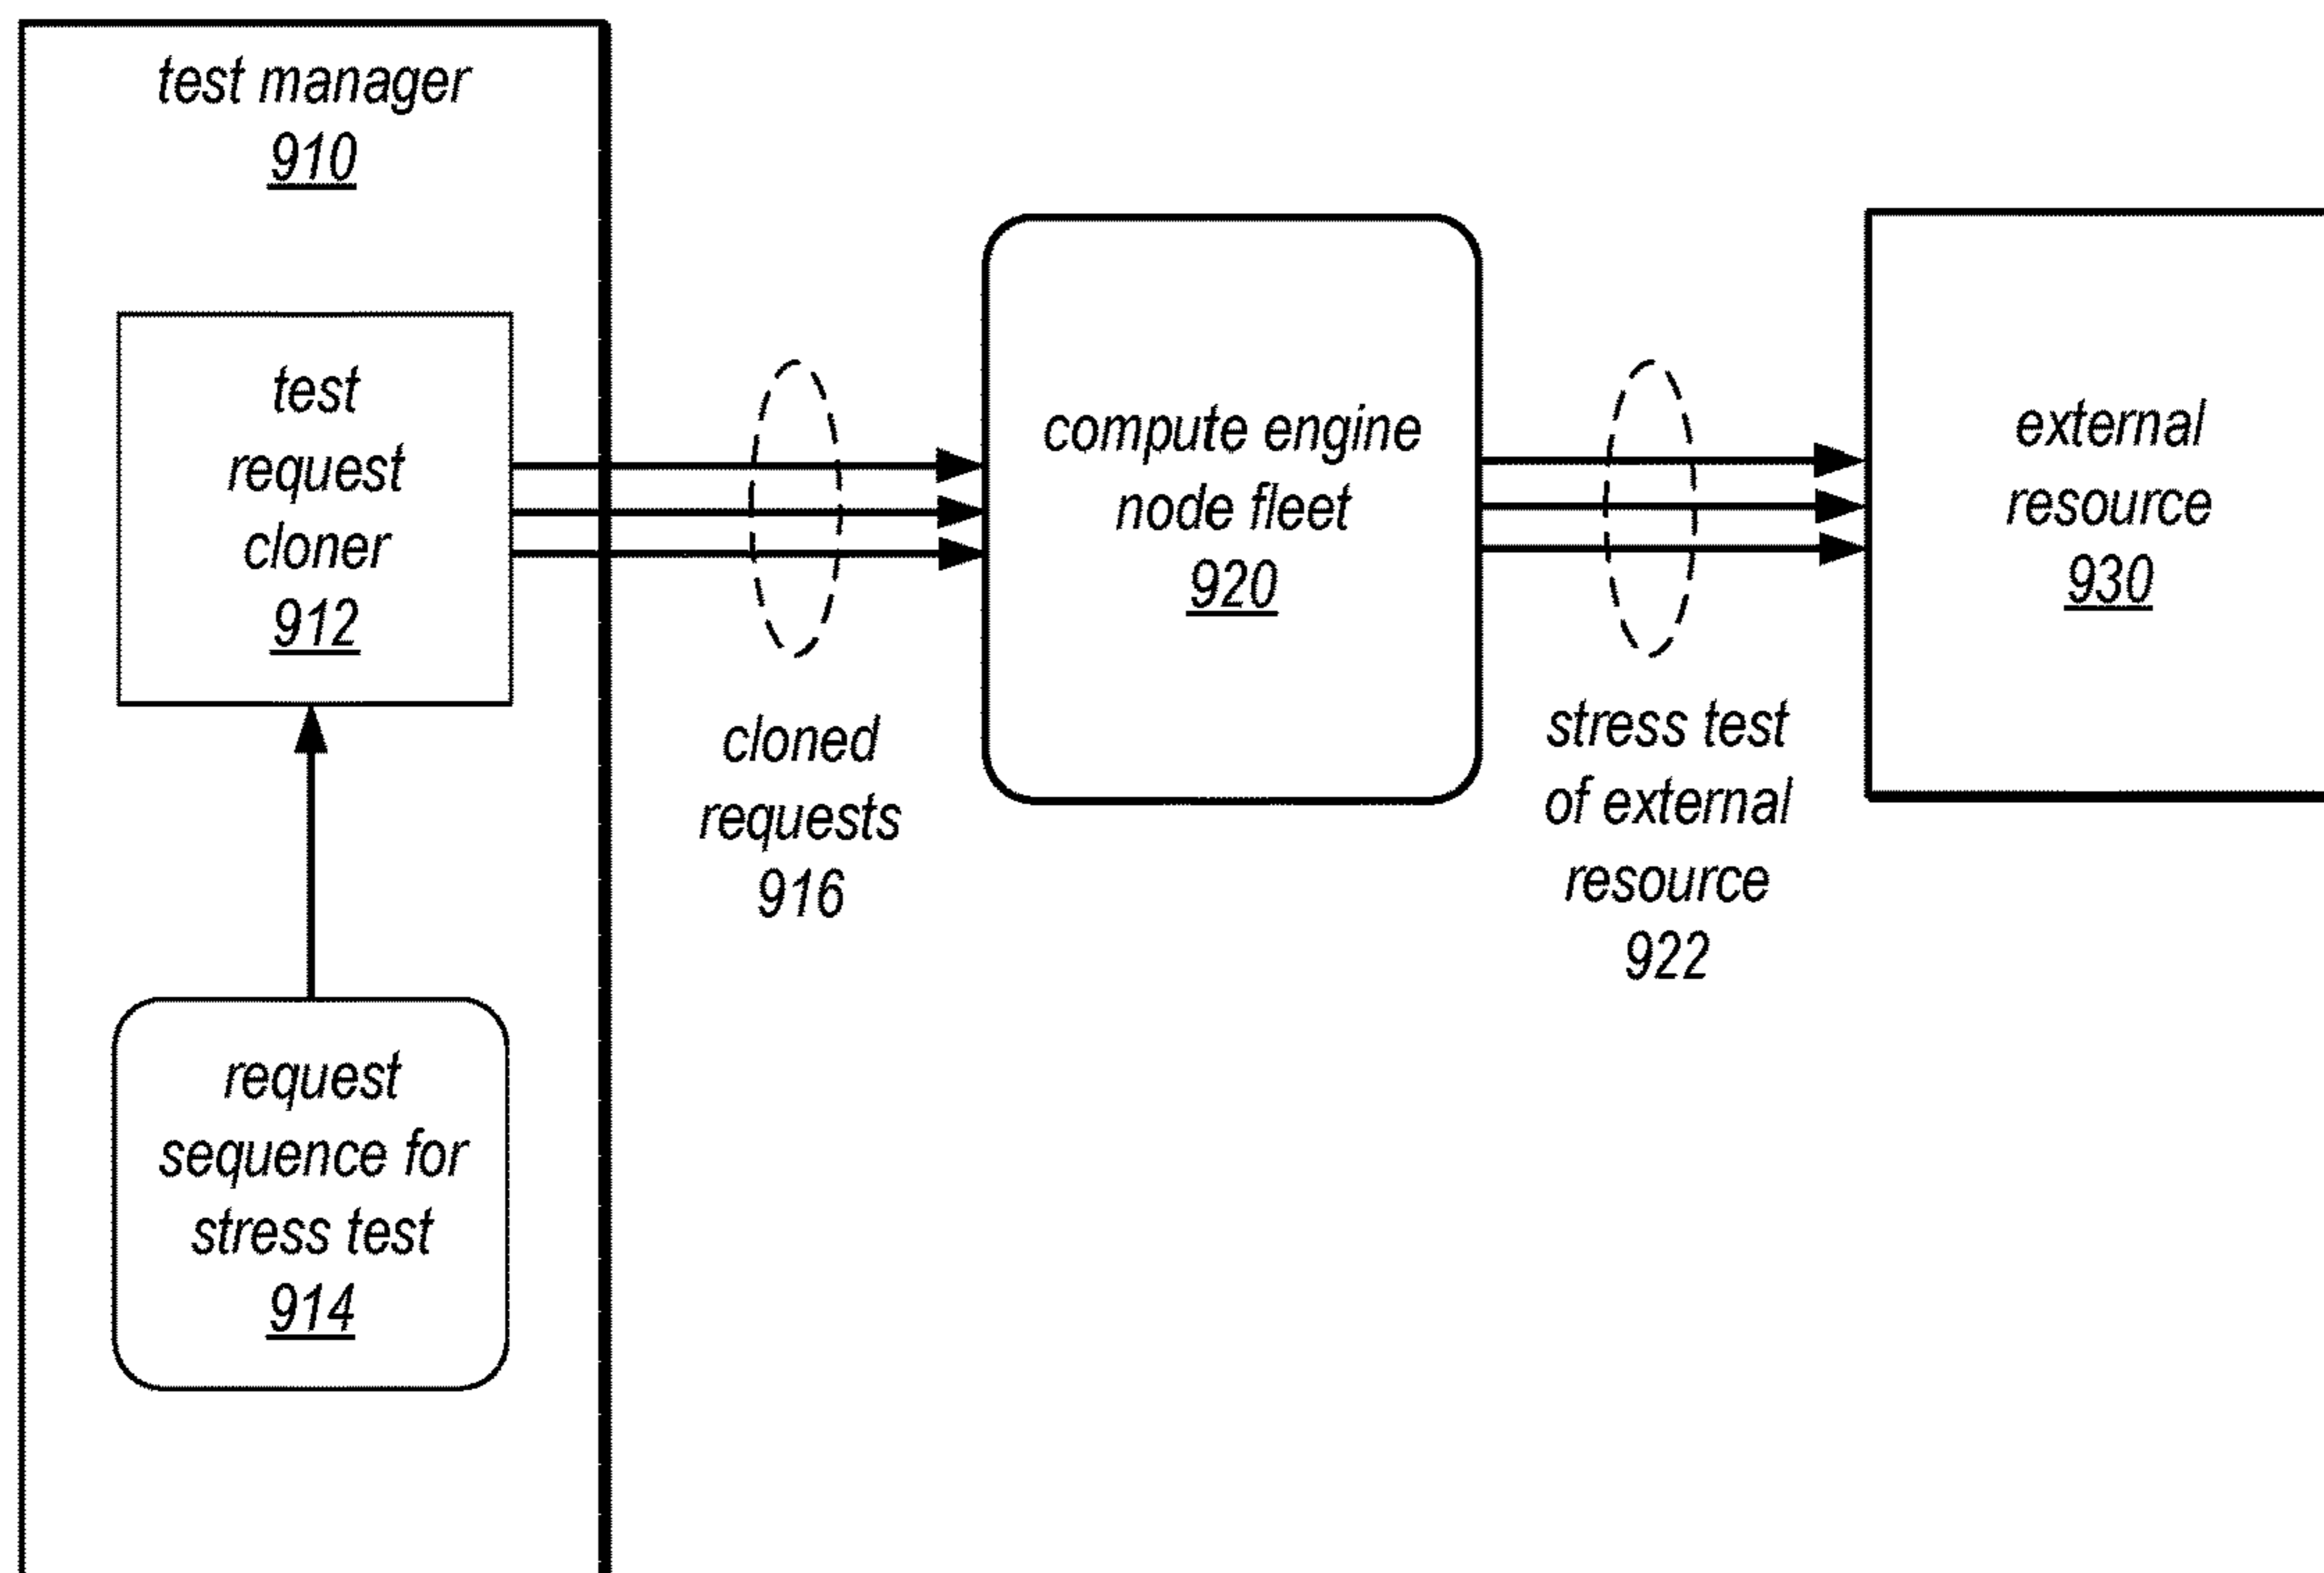 test manager
910
test
request
cloner
912
request
sequence for
stress test
914
cloned
requests
916
compute engine
node fleet
920
stress test
of external
resource
922
external
resource
930